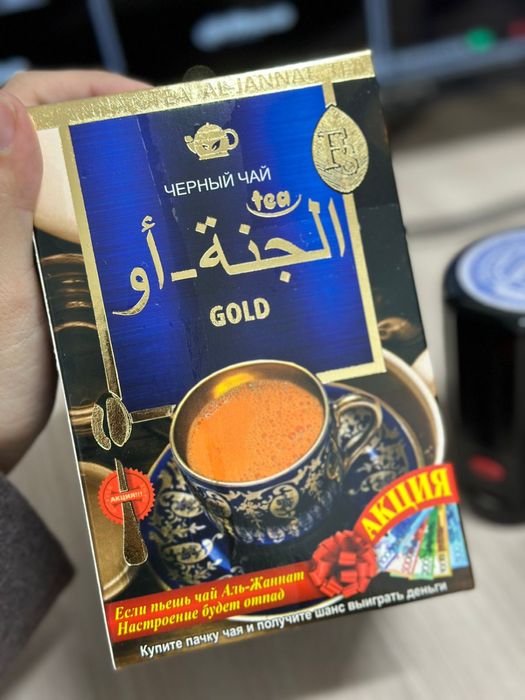 AL-JANNAT
ЧЕРНЫЙ ЧАЙ
tea
الجنة-أو
GOLD
АКЦИЯ!!!
АКЦИЯ
Если пьешь чай Аль-Жаннат
Настроение будет отпад
Купите пачку чая и получите шанс выиграть деньги